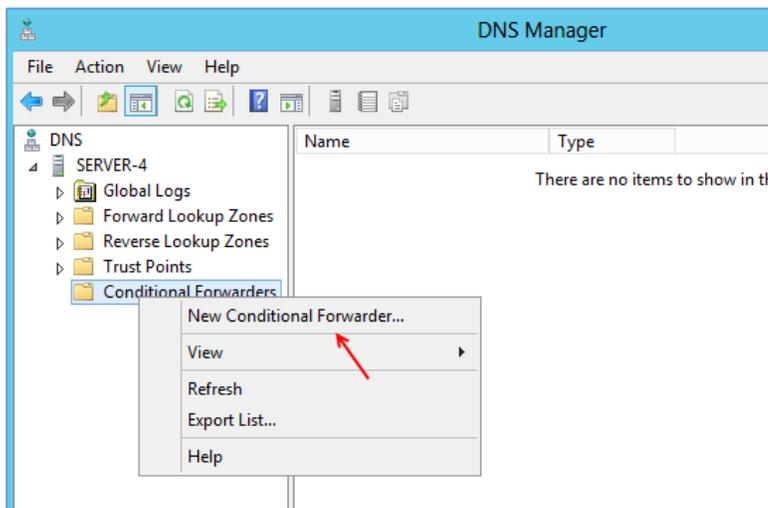 DNS Manager
File Action View Help
DNS
SERVER-4
Global Logs
Forward Lookup Zones
Reverse Lookup Zones
Trust Points
Conditional Forwarders
Name Type
There are no items to show in
New Conditional Forwarder...
View
Refresh
Export List...
Help